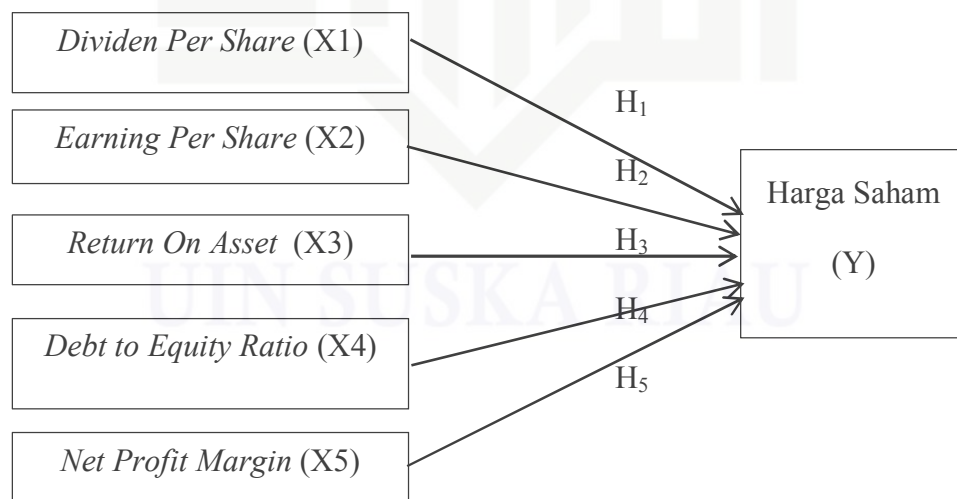 Dividen Per Share (X1)
H₁
Earning Per Share (X2)
H₂
Harga Saham
(Y)
Return On Asset (X3)
H₃
UIN SUSKA RIAU
Debt to Equity Ratio (X4)
H₄
H₅
Net Profit Margin (X5)